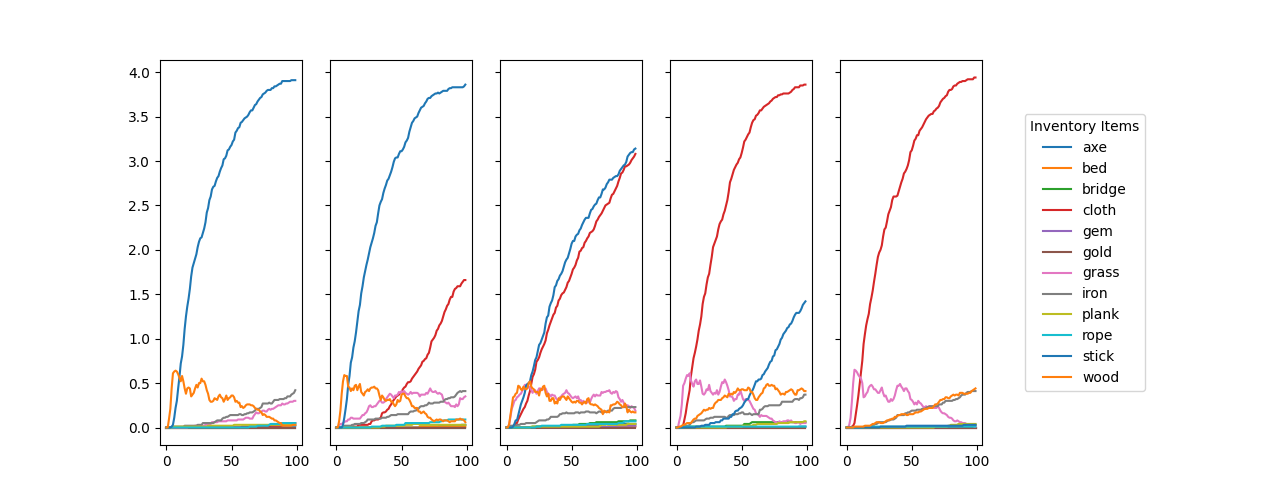 4.0
3.5
3.0
2.5
2.0
1.5
1.0
0.5
0.0
0 50 100 0 50 100 0 50 100 0 50 100 0 50 100
Inventory Items
axe
bed
bridge
cloth
gem
gold
grass
iron
plank
rope
stick
wood